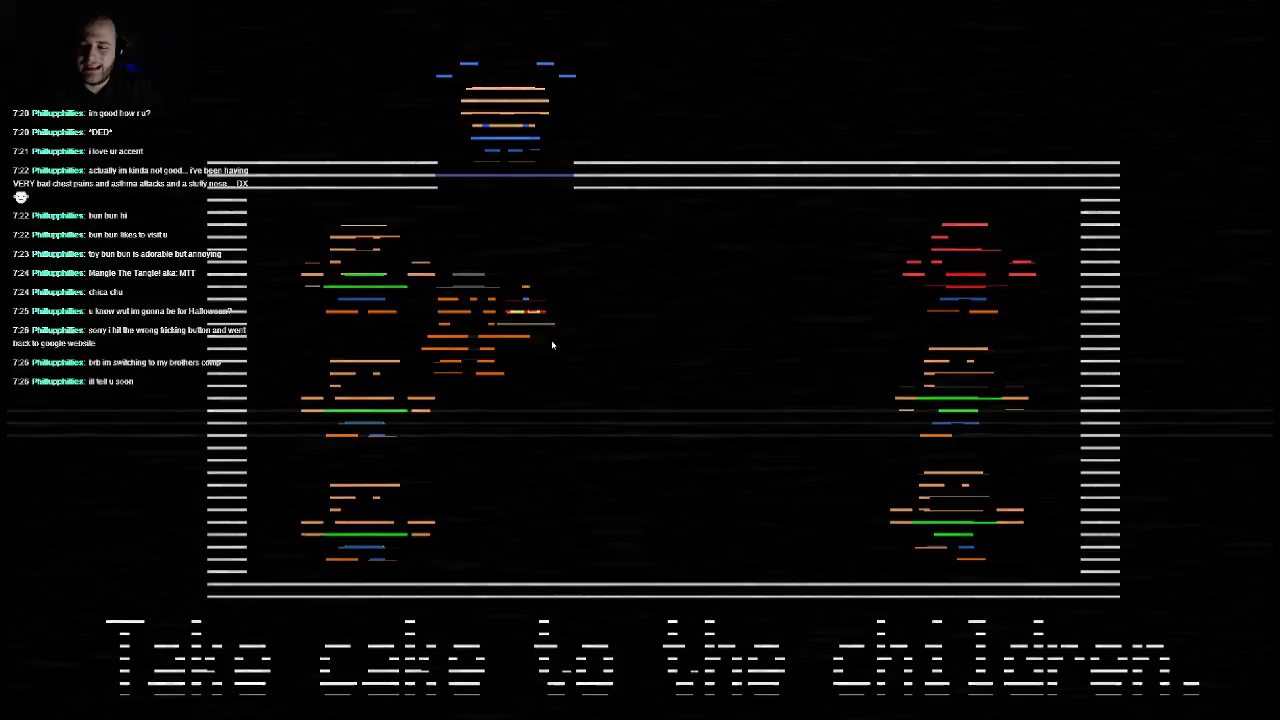 7:20 Phillupphillies: im good how r u?
7:20 Phillupphillies: *DED*
7:21 Phillupphillies: i love ur accent
7:22 Phillupphillies: actually im kinda not good... i've been having
VERY bad chest pains and asthma attacks and a stuffy nose... DX
7:22 Phillupphillies: bun bun hi
7:22 Phillupphillies: bun bun likes to visit u
7:23 Phillupphillies: toy bun bun is adorable but annoying
7:24 Phillupphillies: Mangle The Tangle! aka: MTT
7:24 Phillupphillies: chica chu
7:25 Phillupphillies: u know wut im gonna be for Halloween?
7:26 Phillupphillies: sorry i hit the wrong fricking button and went
back to google website
7:26 Phillupphillies: brb im switching to my brothers comp
7:26 Phillupphillies: ill tell u soon
Take cake to the children.